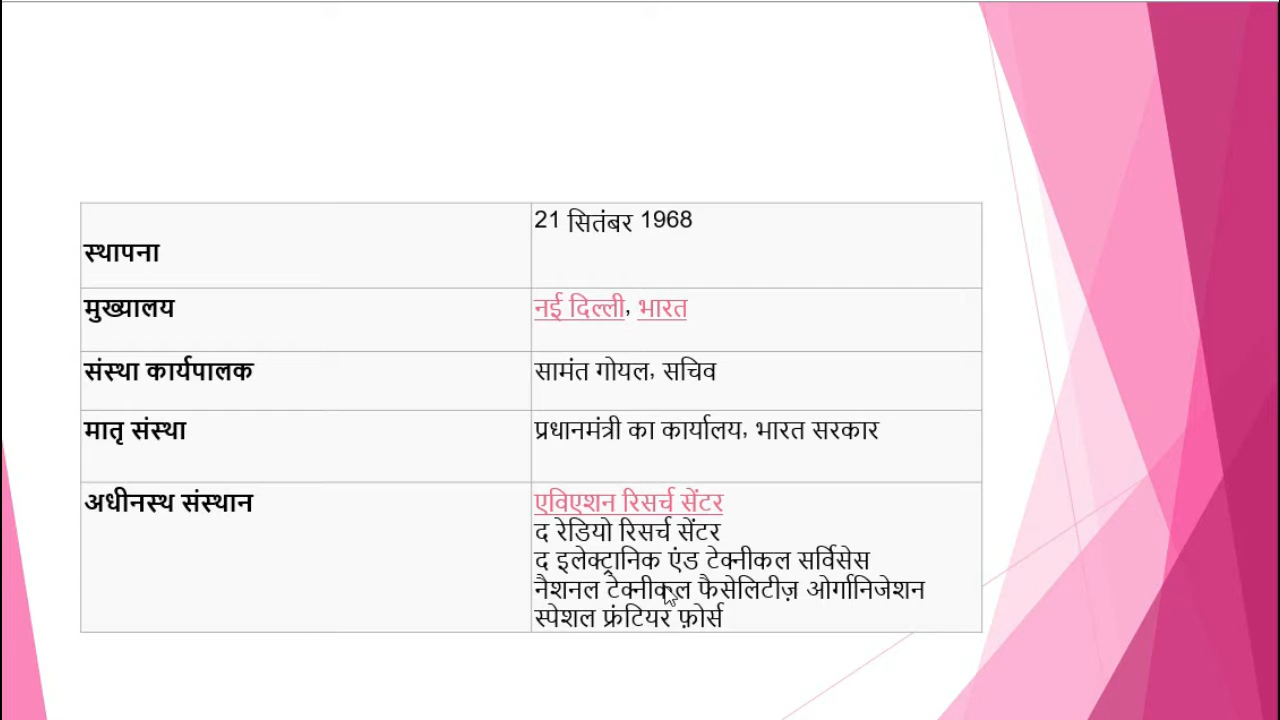 स्थापना
21 सितंबर 1968
मुख्यालय
नई दिल्ली, भारत
संस्था कार्यपालक
सामंत गोयल, सचिव
मातृ संस्था
प्रधानमंत्री का कार्यालय, भारत सरकार
अधीनस्थ संस्थान
एविएशन रिसर्च सेंटर
द रेडियो रिसर्च सेंटर
द इलेक्ट्रानिक एंड टेक्नीकल सर्विसेस
नैशनल टेक्नीकल फैसेलिटीज़ ओर्गानिजेशन
स्पेशल फ्रंटियर फ़ोर्स